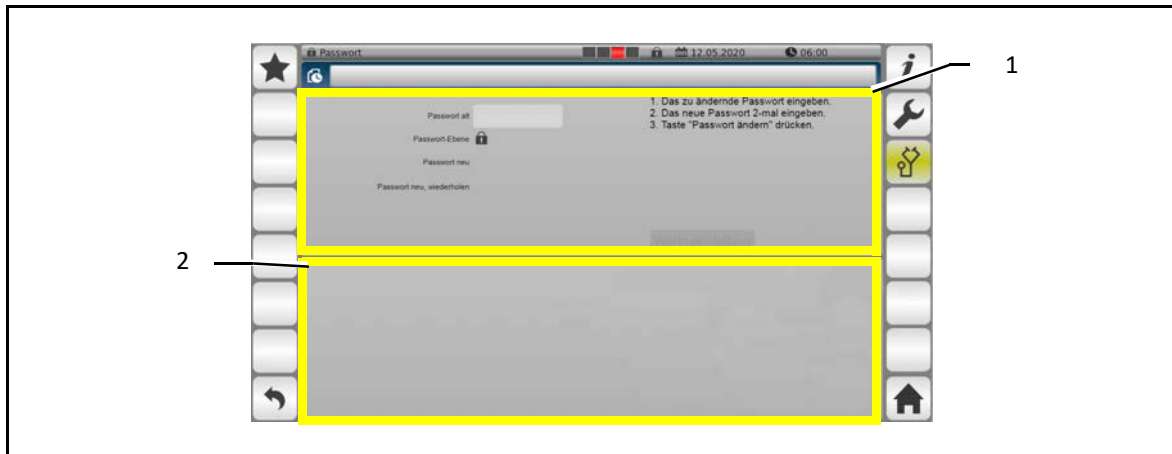 Passwort 12.05.2020 06:00
1
Passwort alt
Passwort-Ebene
Passwort neu
Passwort neu, wiederholen
1. Das zu ändernde Passwort eingeben.
2. Das neue Passwort 2-mal eingeben.
3. Taste "Passwort ändern" drücken.
2